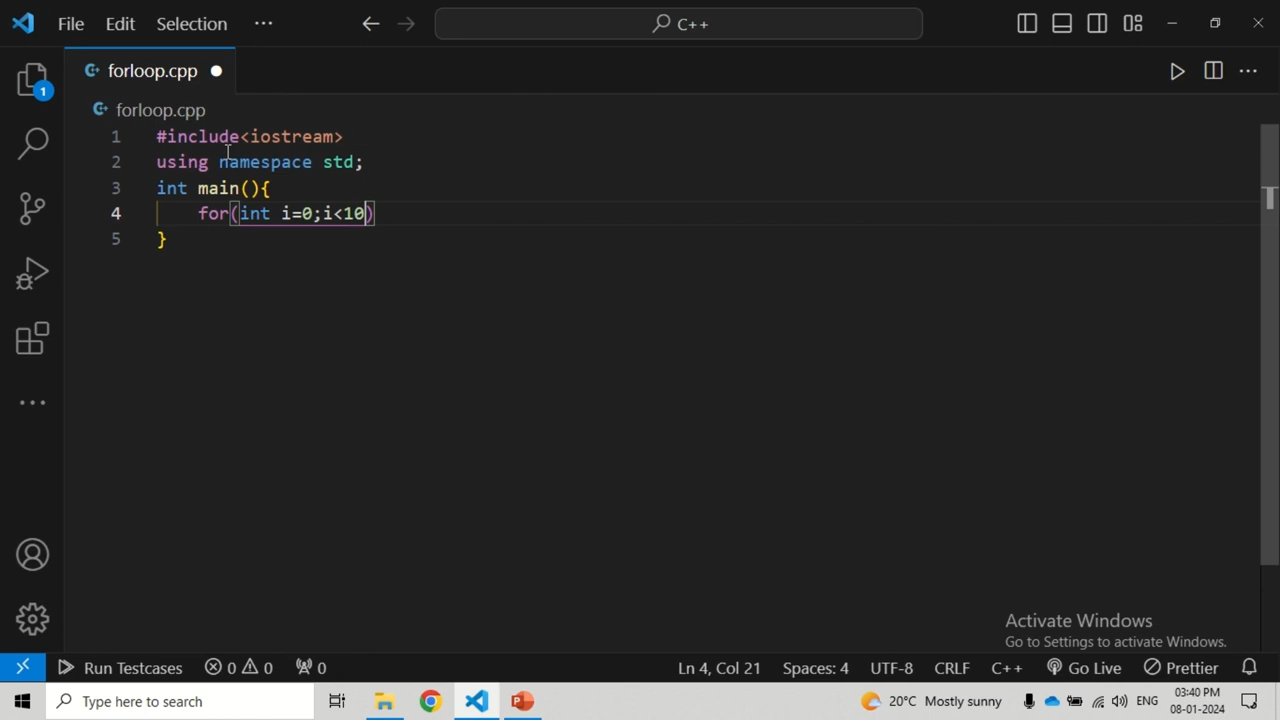 File Edit Selection ···
C++
forloop.cpp
forloop.cpp
1 #include<iostream>
2 using namespace std;
3 int main(){
4     for(int i=0;i<10)
5 }
1
Activate Windows
Go to Settings to activate Windows.
Run Testcases 0 0 0 Ln 4, Col 21 Spaces: 4 UTF-8 CRLF C++ Go Live Prettier
Type here to search 20°C Mostly sunny ENG 03:40 PM
08-01-2024